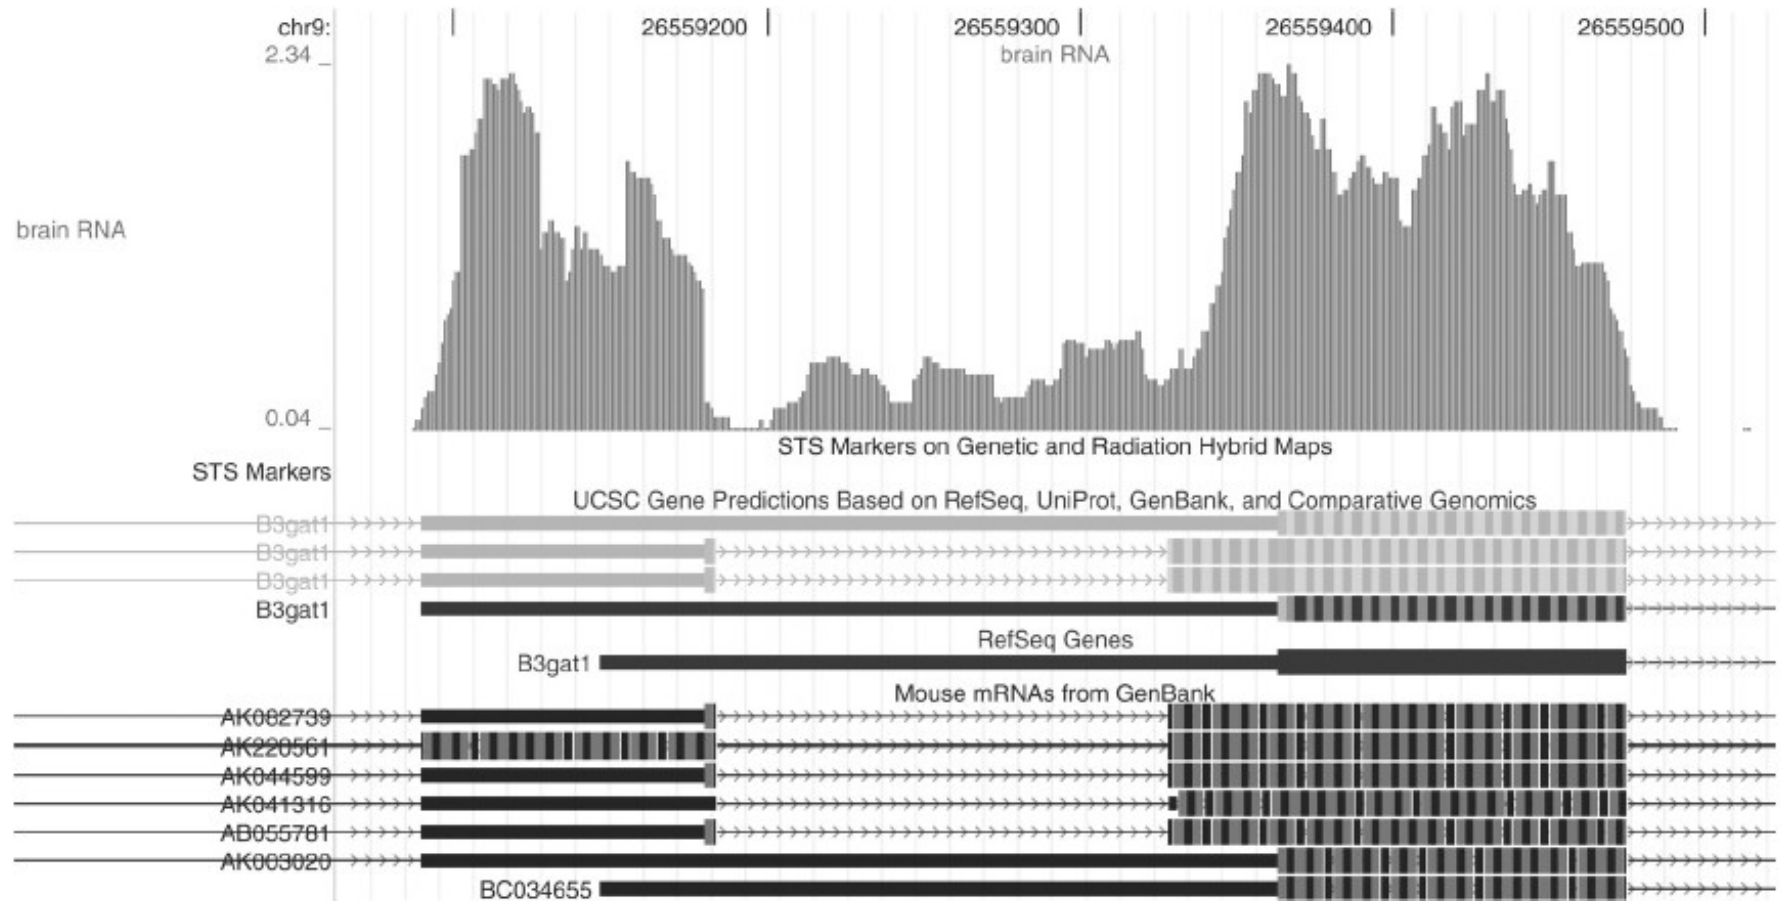 chr9: 26559200 26559300 26559400 26559500
2.34 brain RNA
brain RNA
0.04
STS Markers on Genetic and Radiation Hybrid Maps
STS Markers
UCSC Gene Predictions Based on RefSeq, UniProt, GenBank, and Comparative Genomics
B3gat1
B3gat1
B3gat1
B3gat1
RefSeq Genes
B3gat1
Mouse mRNAs from GenBank
AK082739
AK220561
AK044599
AK041316
AB055781
AK003020
BC034655